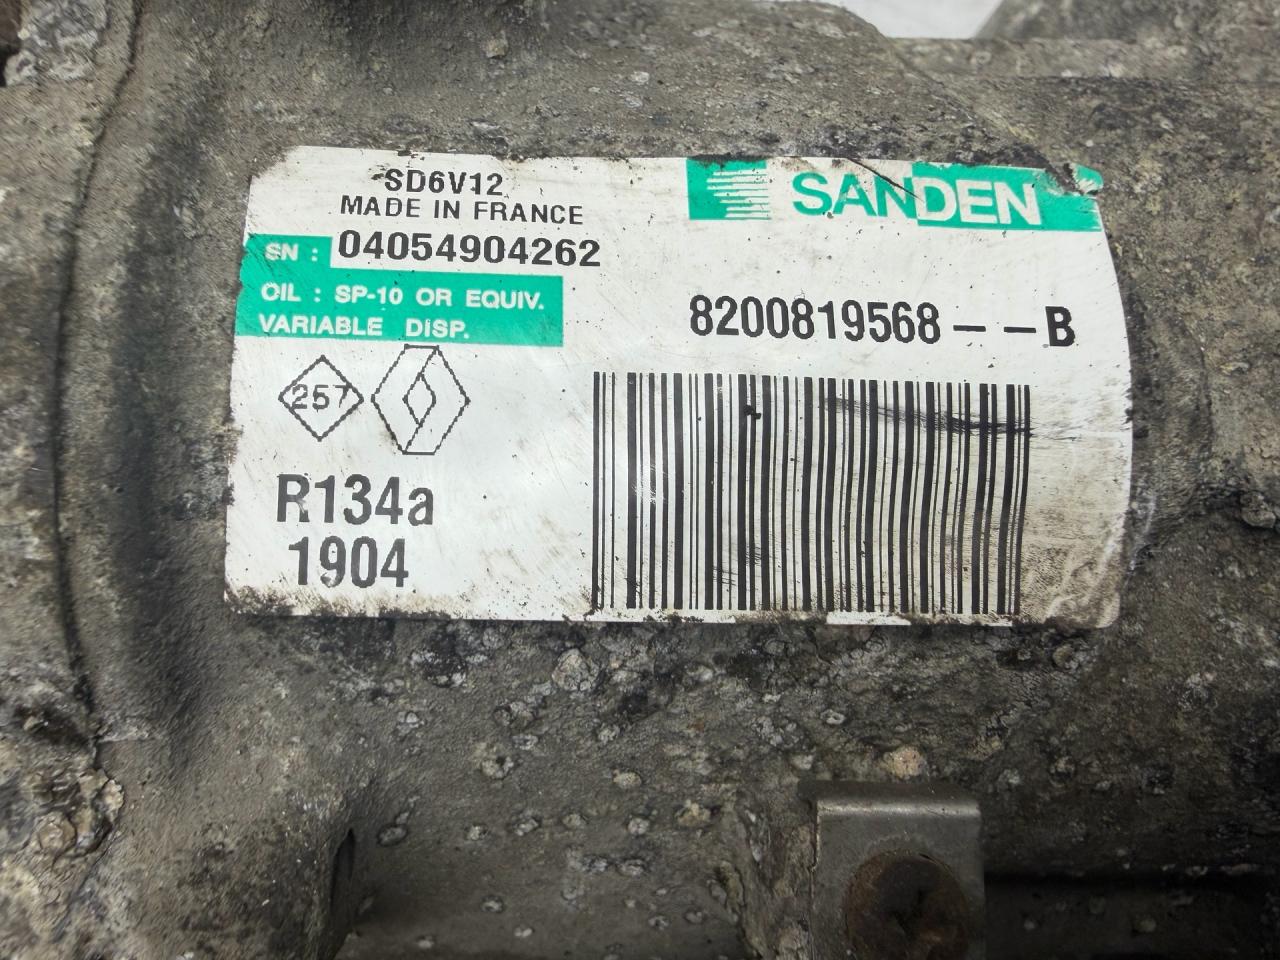 SD6V12
MADE IN FRANCE
SANDEN
SN : 04054904262
OIL : SP-10 OR EQUIV.
VARIABLE DISP.
8200819568 - - B
257
R134a
1904